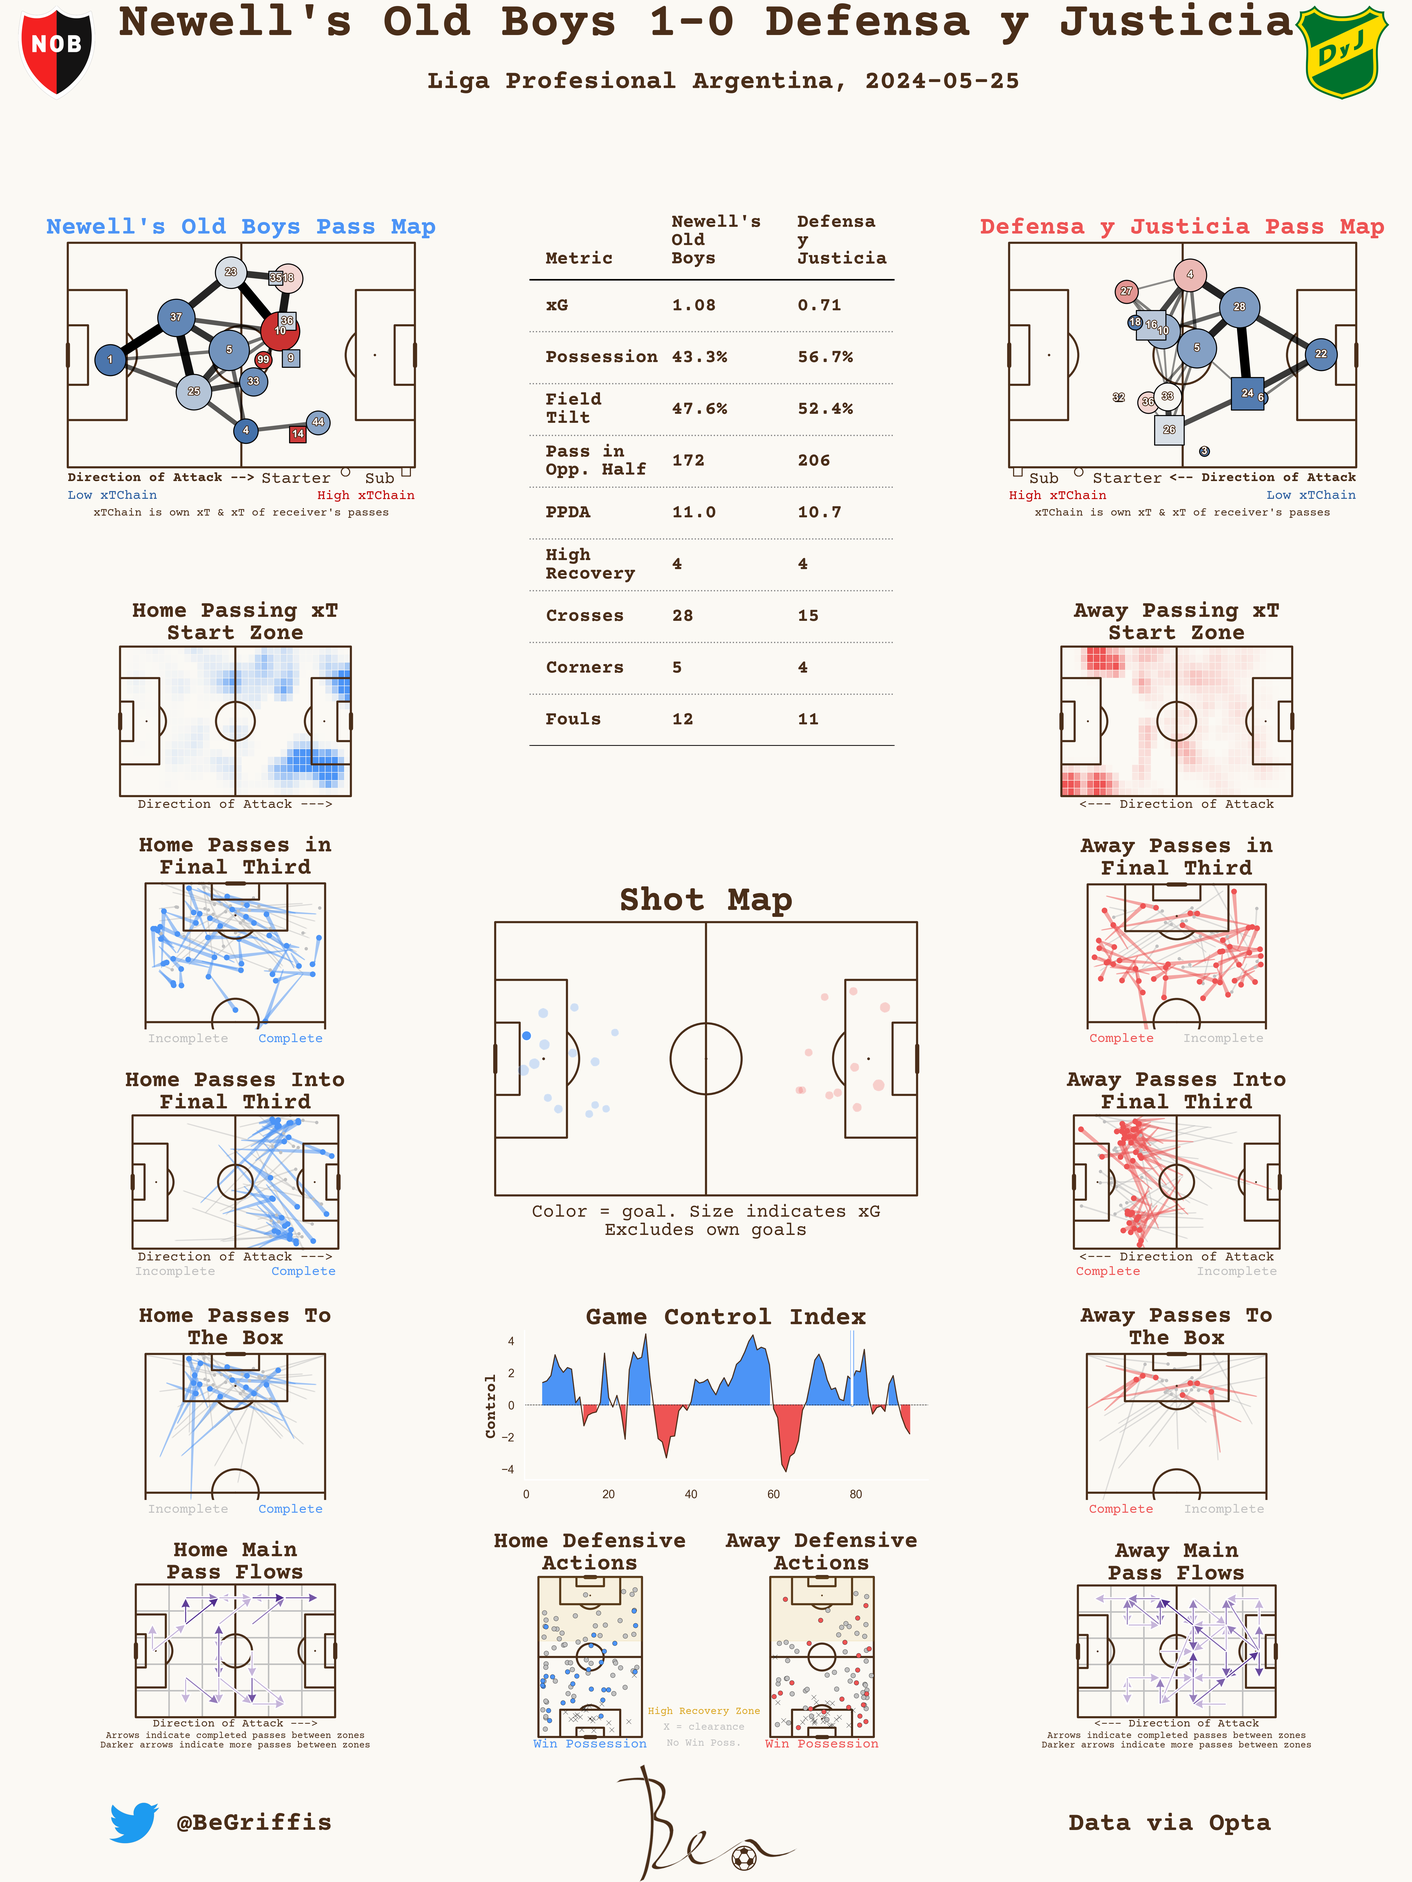 Newell's Old Boys 1-0 Defensa y Justicia
NOB
DyJ
Liga Profesional Argentina, 2024-05-25
Newell's Old Boys Pass Map
23
35
18
37
36
10
5
1
99
9
33
25
4
44
14
Direction of Attack --> Starter Sub
Low xTChain High xTChain
xTChain is own xT & xT of receiver's passes
Metric Newell's Old Boys Defensa y Justicia
xG 1.08 0.71
Possession 43.3% 56.7%
Field Tilt 47.6% 52.4%
Pass in Opp. Half 172 206
PPDA 11.0 10.7
High Recovery 4 4
Crosses 28 15
Corners 5 4
Fouls 12 11
Defensa y Justicia Pass Map
4
27
28
18
16
10
5
22
24
6
32
36
33
26
3
Sub Starter <-- Direction of Attack
High xTChain Low xTChain
xTChain is own xT & xT of receiver's passes
Home Passing xT
Start Zone
Direction of Attack --->
Away Passing xT
Start Zone
<--- Direction of Attack
Home Passes in
Final Third
Incomplete Complete
Away Passes in
Final Third
Complete Incomplete
Shot Map
Color = goal. Size indicates xG
Excludes own goals
Home Passes Into
Final Third
Direction of Attack --->
Incomplete Complete
Away Passes Into
Final Third
<--- Direction of Attack
Complete Incomplete
Home Passes To
The Box
Incomplete Complete
Game Control Index
Control
4
2
0
−2
−4
0 20 40 60 80
Away Passes To
The Box
Complete Incomplete
Home Main
Pass Flows
Direction of Attack --->
Arrows indicate completed passes between zones
Darker arrows indicate more passes between zones
Home Defensive
Actions
Win Possession
High Recovery Zone
X = clearance
No Win Poss.
Away Defensive
Actions
Win Possession
Away Main
Pass Flows
<--- Direction of Attack
Arrows indicate completed passes between zones
Darker arrows indicate more passes between zones
@BeGriffis
Ben
Data via Opta